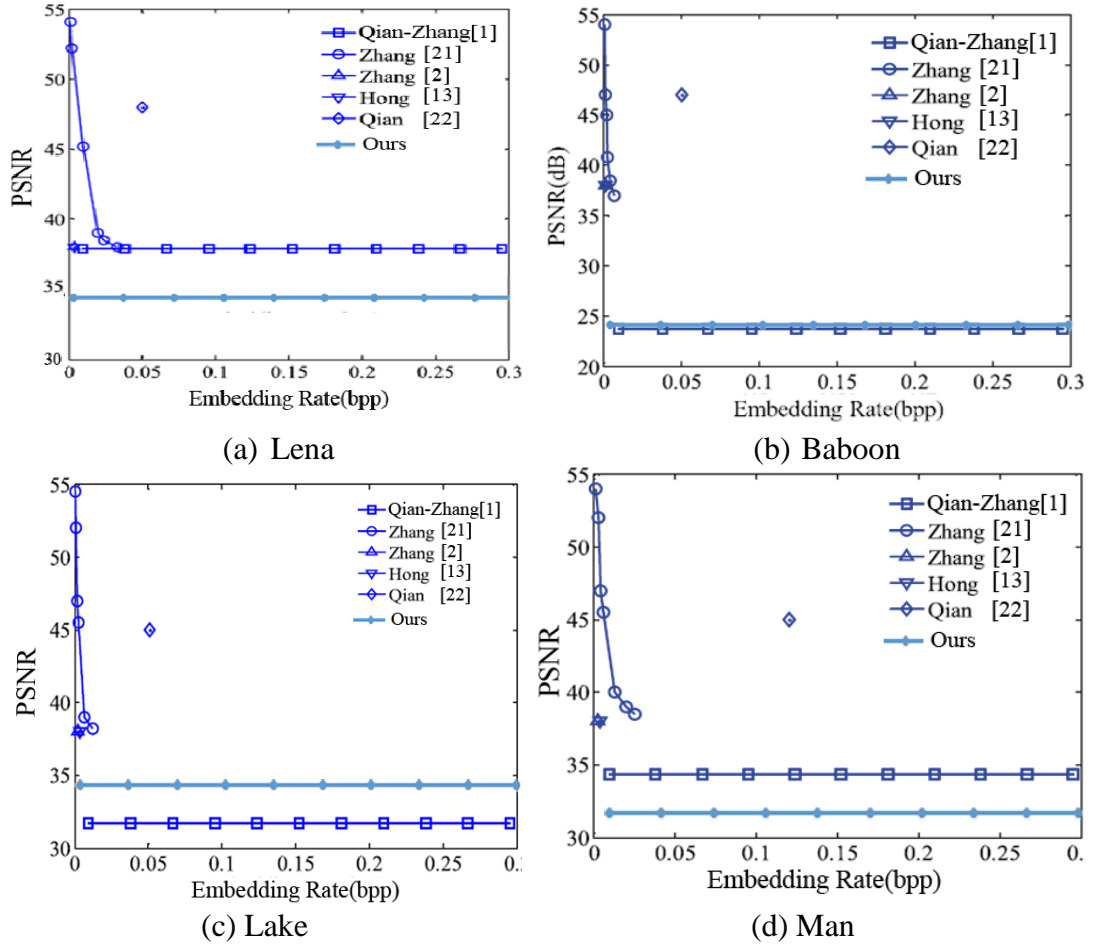 55
50
45
40
35
30
PSNR
0
0.05
0.1
0.15
0.2
0.25
0.3
Embedding Rate(bpp)
Qian-Zhang[1]
Zhang [21]
Zhang [2]
Hong [13]
Qian [22]
Ours
(a) Lena
55
50
45
40
35
30
25
20
PSNR(dB)
0
0.05
0.1
0.15
0.2
0.25
0.3
Embedding Rate(bpp)
Qian-Zhang[1]
Zhang [21]
Zhang [2]
Hong [13]
Qian [22]
Ours
(b) Baboon
55
50
45
40
35
30
PSNR
0
0.05
0.1
0.15
0.2
0.25
0.
Embedding Rate(bpp)
Qian-Zhang[1]
Zhang [21]
Zhang [2]
Hong [13]
Qian [22]
Ours
(c) Lake
55
50
45
40
35
30
PSNR
0
0.05
0.1
0.15
0.2
0.25
0.
Embedding Rate(bpp)
Qian-Zhang[1]
Zhang [21]
Zhang [2]
Hong [13]
Qian [22]
Ours
(d) Man